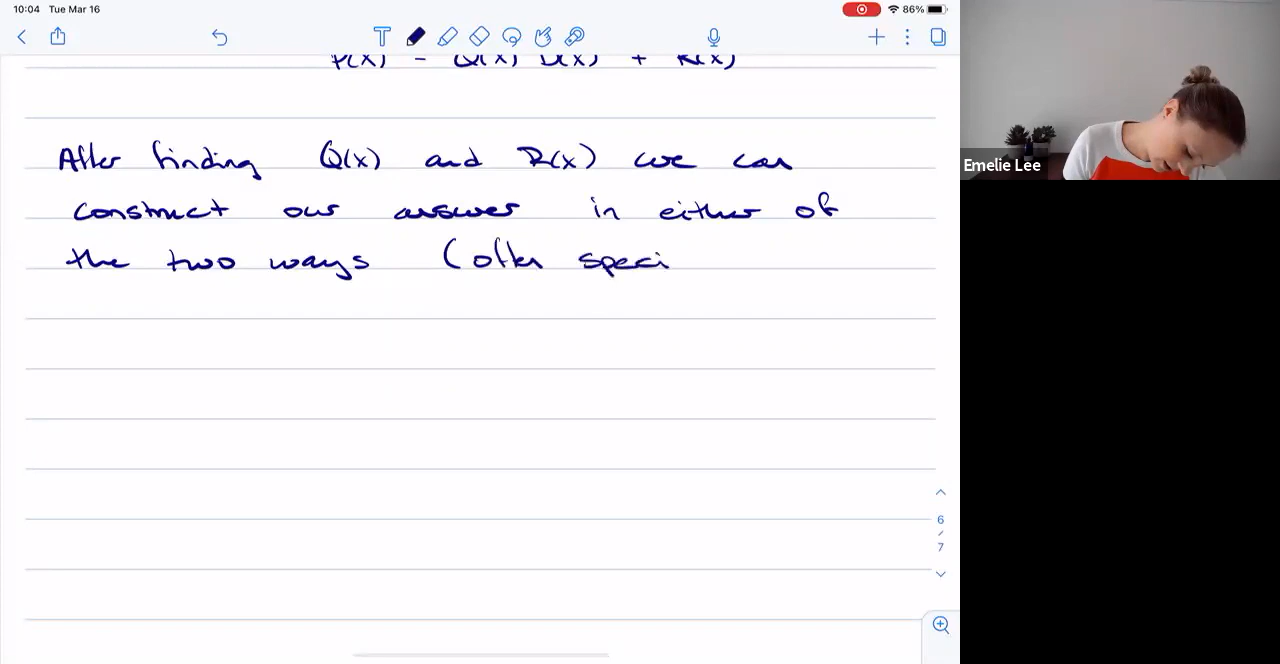 10:04 Tue Mar 16
86%
P(x) = Q(x) D(x) + R(x)
After finding Q(x) and R(x) we can
construct our answer in either of
the two ways (often speci
Emelie Lee
6
7